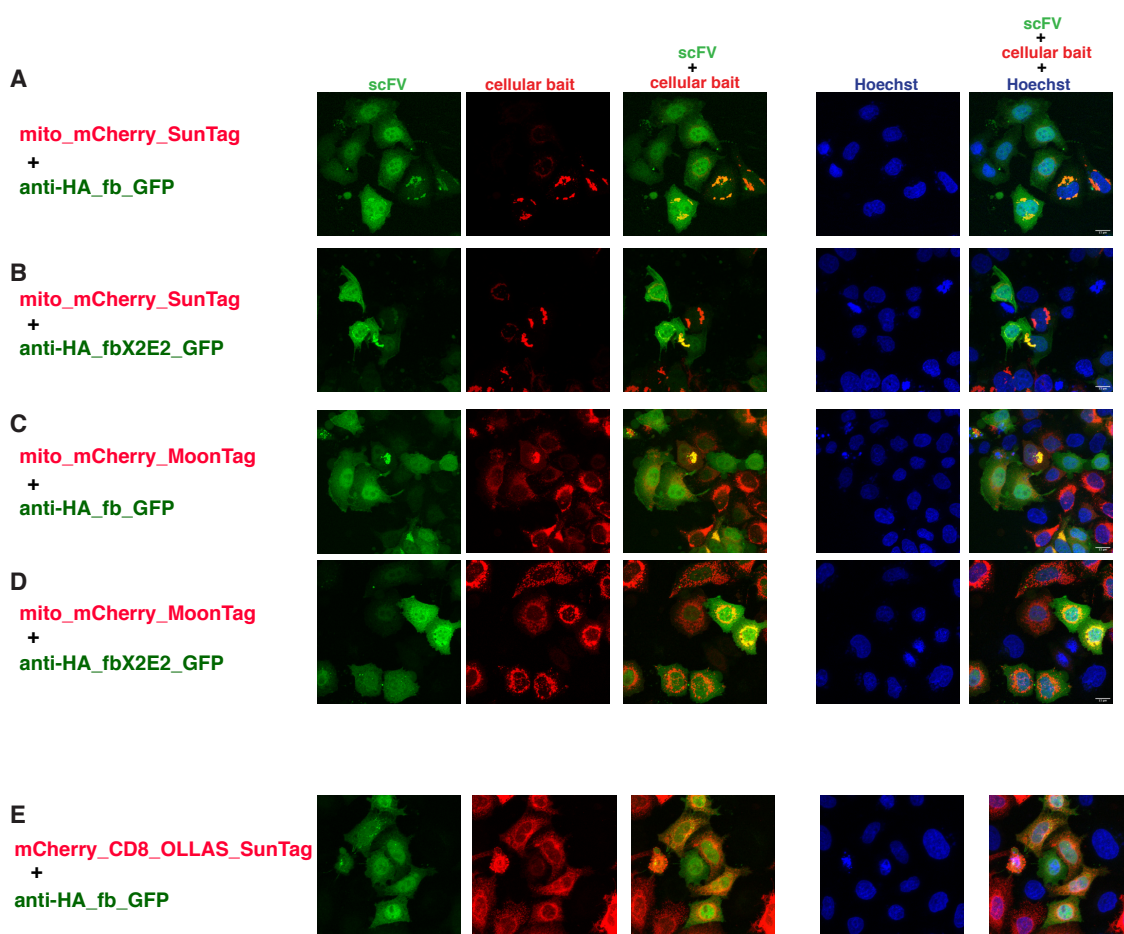 scFV
+
cellular bait
+
Hoechst
scFV
+
cellular bait
scFV
cellular bait
Hoechst
A
mito_mCherry_SunTag
+
anti-HA_fb_GFP
B
mito_mCherry_SunTag
+
anti-HA_fbX2E2_GFP
C
mito_mCherry_MoonTag
+
anti-HA_fb_GFP
D
mito_mCherry_MoonTag
+
anti-HA_fbX2E2_GFP
E
mCherry_CD8_OLLAS_SunTag
+
anti-HA_fb_GFP